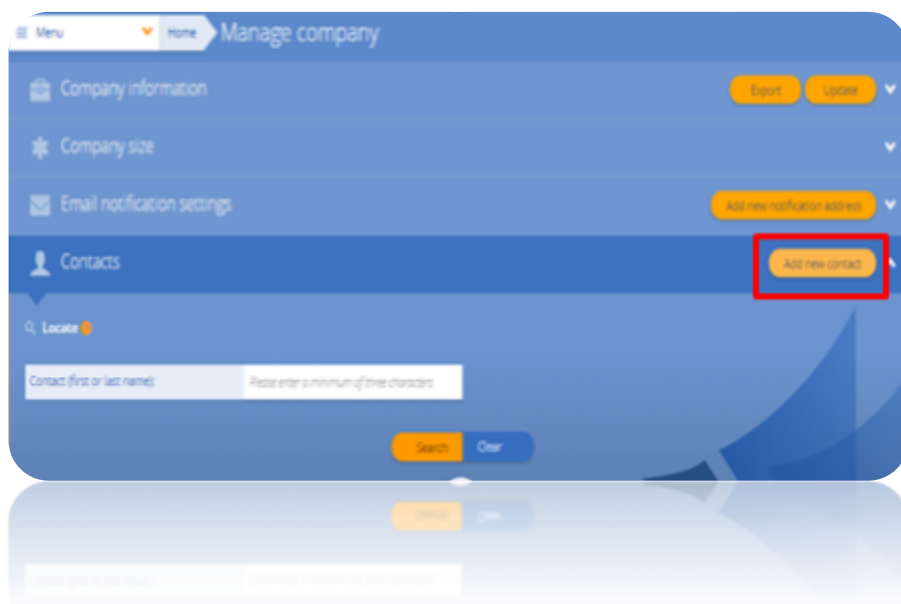 Menu
Home
Manage company
Company information
Export
Update
Company size
Email notification settings
Add new notification address
Contacts
Add new contact
Locate
Contact (first or last name):
Please enter a minimum of three characters
Search
Clear